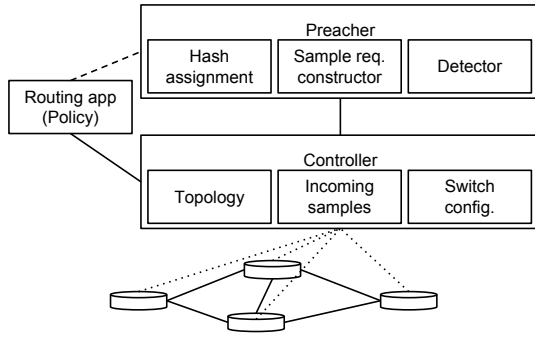 Preacher
Hash
assignment
Sample req.
constructor
Detector
Routing app
(Policy)
Controller
Topology
Incoming
samples
Switch
config.